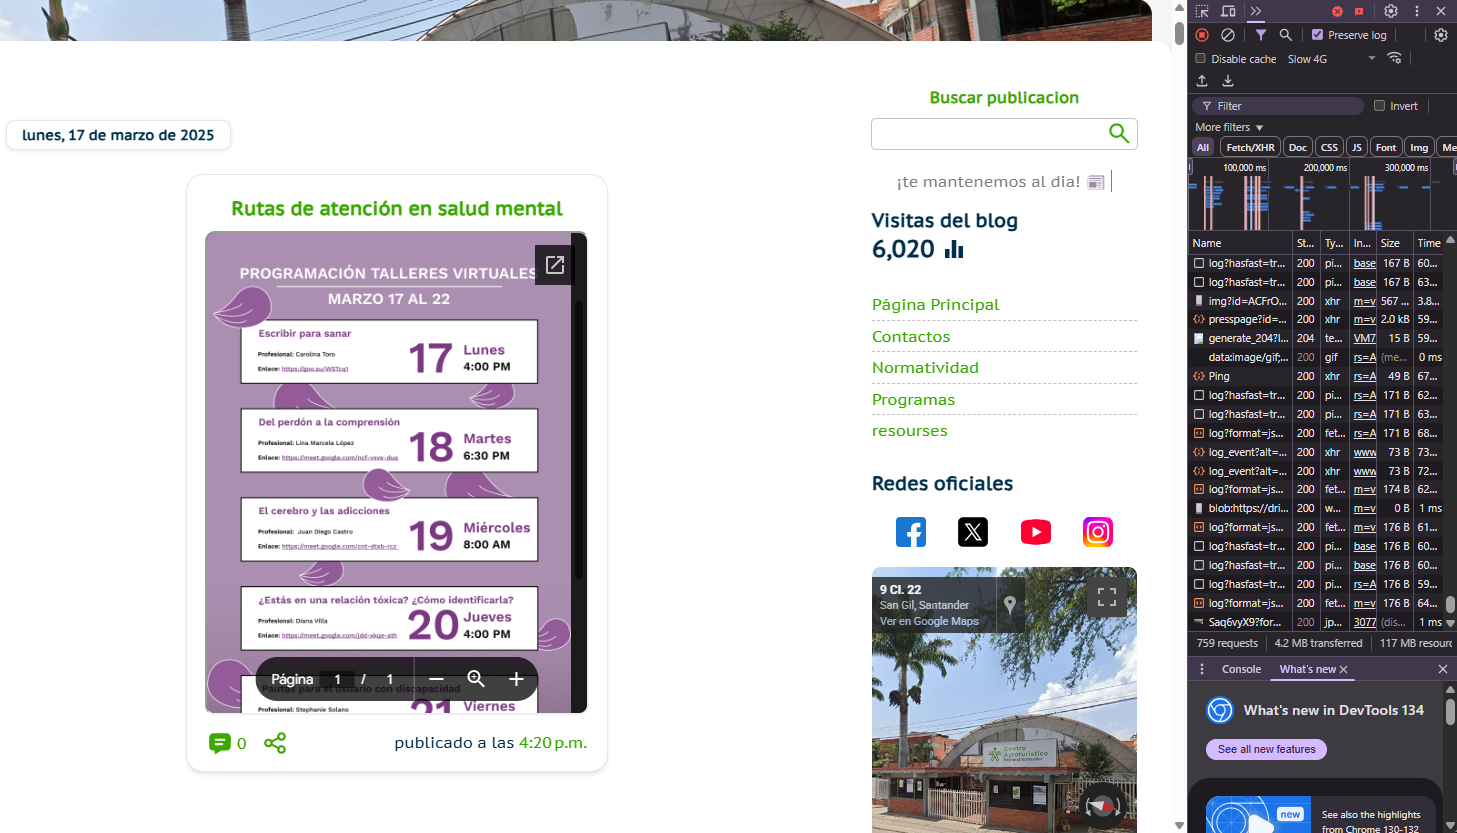 lunes, 17 de marzo de 2025
Rutas de atención en salud mental
PROGRAMACIÓN TALLERES VIRTUALES
MARZO 17 AL 22
Escribir para sanar
Profesional: Carolina Toro
Enlace: https://goo.su/WSTcq1
17 Lunes
4:00 PM
Del perdón a la comprensión
Profesional: Lina Marcela López
Enlace: https://meet.google.com/ncf-vxve-duq
18 Martes
6:30 PM
El cerebro y las adicciones
Profesional: Juan Diego Castro
Enlace: https://meet.google.com/cnt-dtxb-rcz
19 Miércoles
8:00 AM
¿Estás en una relación tóxica? ¿Cómo identificarla?
Profesional: Diana Villa
Enlace: https://meet.google.com/jdd-xkqe-ath
20 Jueves
4:00 PM
Pautas para el usuario con discapacidad
Profesional: Stephanie Solano
21 Viernes
Página 1 / 1
0
publicado a las 4:20 p.m.
Buscar publicacion
¡te mantenemos al dia!
Visitas del blog
6,020
Página Principal
Contactos
Normatividad
Programas
resourses
Redes oficiales
9 Cl. 22
San Gil, Santander
Ver en Google Maps
Centro
Agroturístico
Regional Santander
Preserve log
Disable cache Slow 4G
Filter
Invert
More filters
All Fetch/XHR Doc CSS JS Font Img Me
100,000 ms 200,000 ms 300,000 ms
Name St... Ty... In... Size Time
log?hasfast=tr... 200 pi... base 167 B 60...
log?hasfast=tr... 200 pi... base 167 B 63...
img?id=ACFrO... 200 xhr m=v 567 ... 3.8...
presspage?id=... 200 xhr m=v 2.0 kB 59...
generate_204?l... 204 te... VM7 15 B 59...
data:image/gif;... 200 gif rs=A (me... 0 ms
Ping 200 xhr rs=A 49 B 67...
log?hasfast=tr... 200 pi... rs=A 171 B 62...
log?hasfast=tr... 200 pi... rs=A 171 B 63...
log?format=js... 200 fet... rs=A 171 B 68...
log_event?alt=... 200 xhr www 73 B 73...
log_event?alt=... 200 xhr www 73 B 72...
log?format=js... 200 fet... m=v 174 B 62...
blob:https://dri... 200 w... m=v 0 B 1 ms
log?format=js... 200 fet... m=v 176 B 61...
log?hasfast=tr... 200 pi... base 176 B 60...
log?hasfast=tr... 200 pi... base 176 B 60...
log?hasfast=tr... 200 pi... rs=A 176 B 59...
log?format=js... 200 fet... m=v 176 B 64...
Saq6vyX9?for... 200 jp... 3077 (dis... 1 ms
759 requests 4.2 MB transferred 117 MB resourc
Console What's new
What's new in DevTools 134
See all new features
new
See also the highlights
from Chrome 130-132